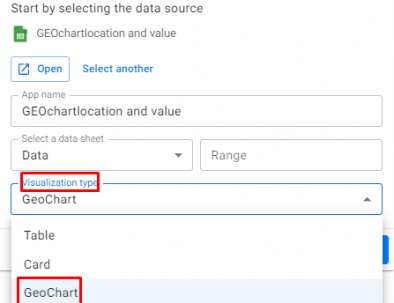 Start by selecting the data source
GEOchartlocation and value
Open Select another
App name
GEOchartlocation and value
Select a data sheet
Data Range
Visualization type
GeoChart
Table
Card
GeoChart